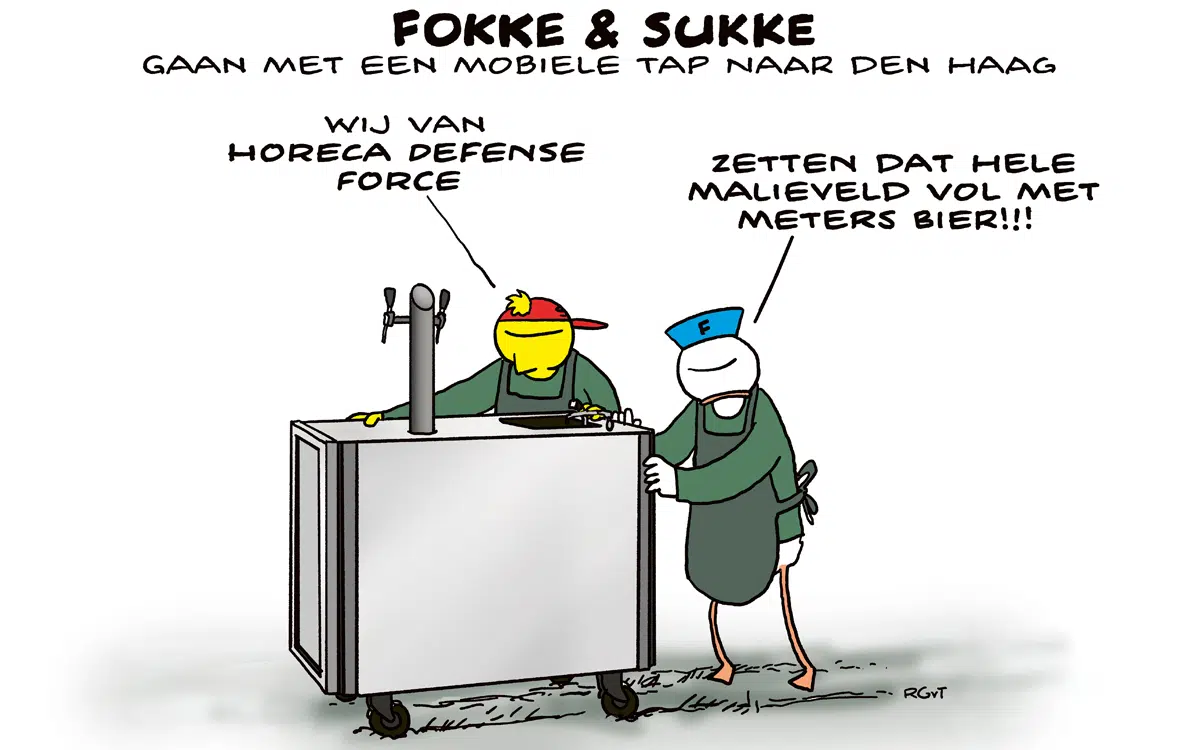 FOKKE & SUKKE
GAAN MET EEN MOBIELE TAP NAAR DEN HAAG
WIJ VAN
HORECA DEFENSE
FORCE
ZETTEN DAT HELE
MALIEVELD VOL MET
METERS BIER!!!
F
RGvT